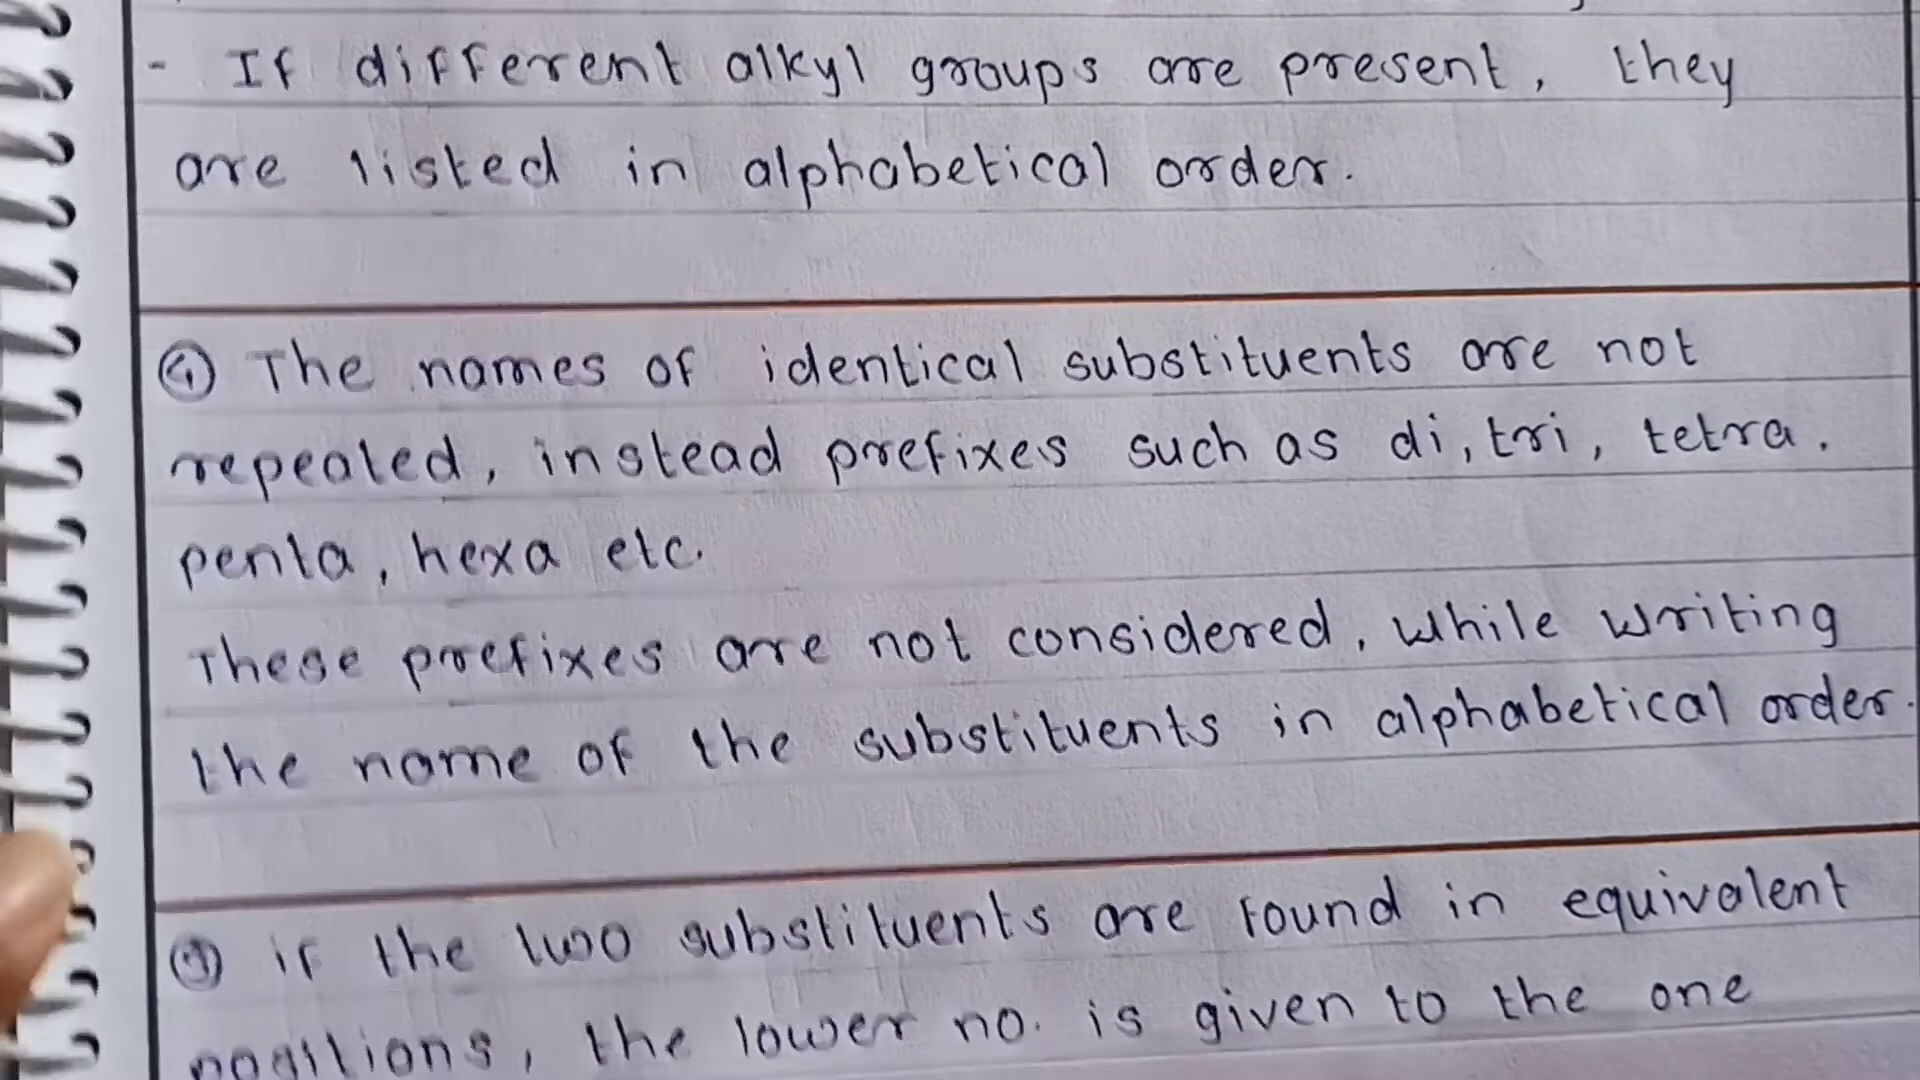 - If different alkyl groups are present, they
are listed in alphabetical order.
④ The names of identical substituents are not
repeated, instead prefixes such as di, tri, tetra,
penta, hexa etc.
These prefixes are not considered, while writing
the name of the substituents in alphabetical order.
⑤ if the two substituents are found in equivalent
positions, the lower no. is given to the one